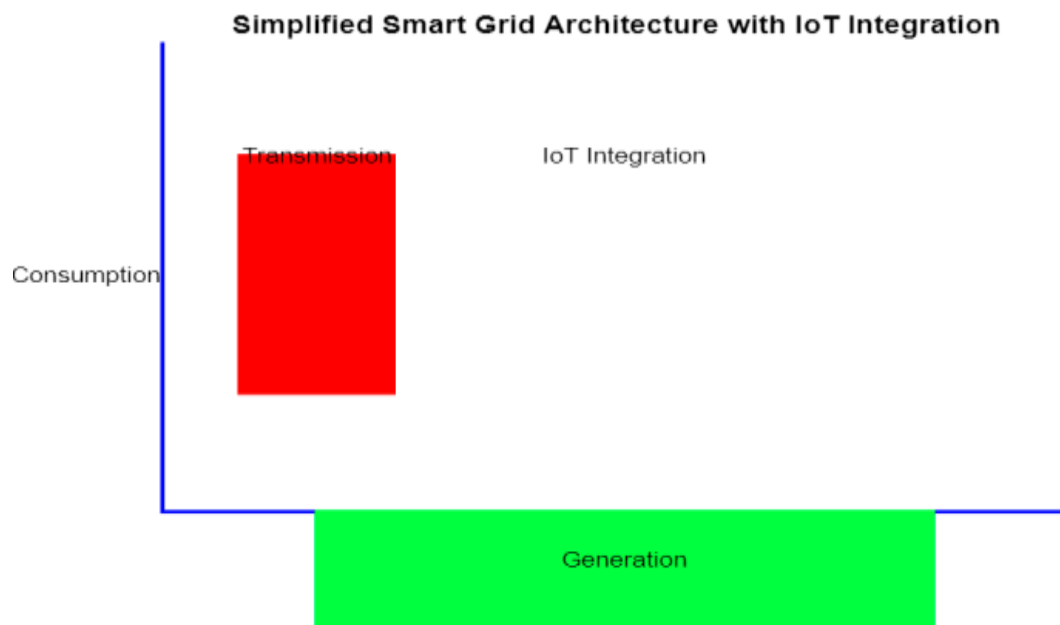 Simplified Smart Grid Architecture with IoT Integration
Transmission
IoT Integration
Consumption
Generation